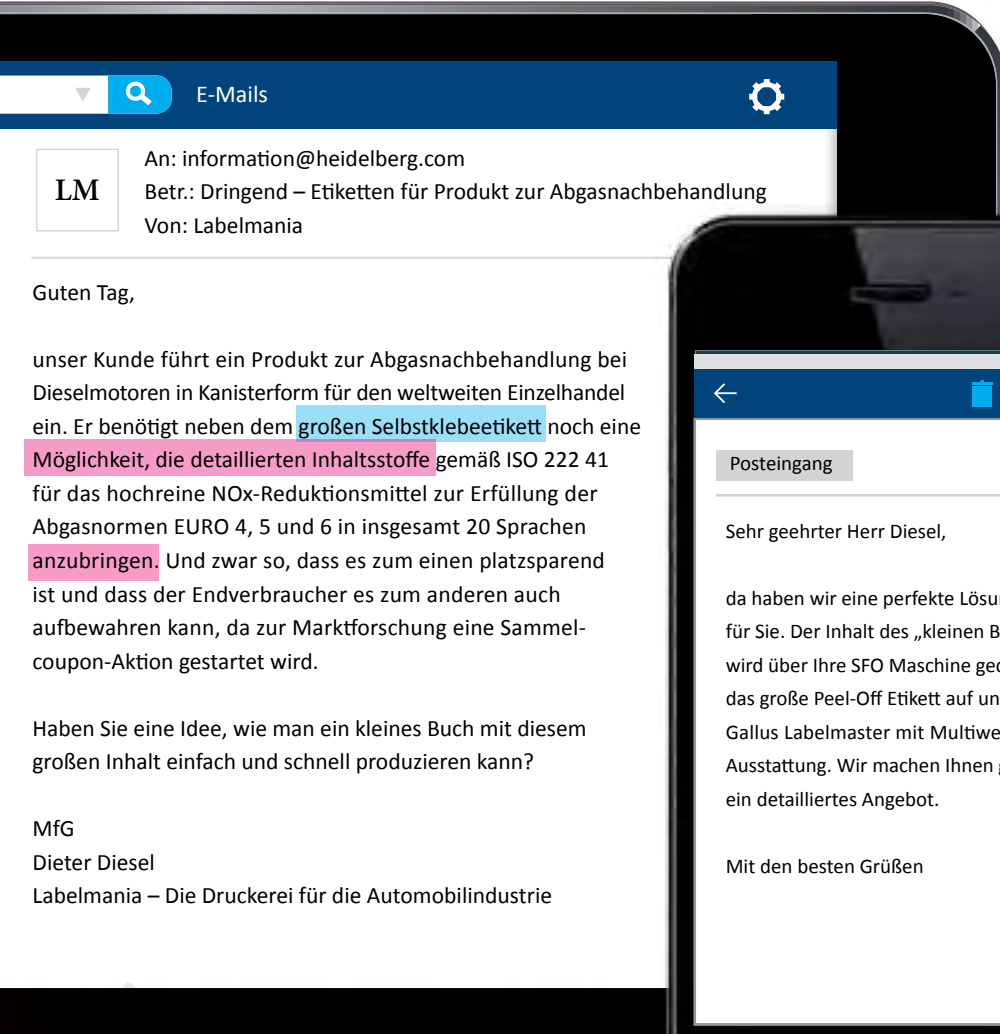 E-Mails
LM
An: information@heidelberg.com
Betr.: Dringend – Etiketten für Produkt zur Abgasnachbehandlung
Von: Labelmania
Guten Tag,
unser Kunde führt ein Produkt zur Abgasnachbehandlung bei
Dieselmotoren in Kanisterform für den weltweiten Einzelhandel
ein. Er benötigt neben dem großen Selbstklebeetikett noch eine
Möglichkeit, die detaillierten Inhaltsstoffe gemäß ISO 222 41
für das hochreine NOx-Reduktionsmittel zur Erfüllung der
Abgasnormen EURO 4, 5 und 6 in insgesamt 20 Sprachen
anzubringen. Und zwar so, dass es zum einen platzsparend
ist und dass der Endverbraucher es zum anderen auch
aufbewahren kann, da zur Marktforschung eine Sammel-
coupon-Aktion gestartet wird.
Haben Sie eine Idee, wie man ein kleines Buch mit diesem
großen Inhalt einfach und schnell produzieren kann?
MfG
Dieter Diesel
Labelmania – Die Druckerei für die Automobilindustrie
Posteingang
Sehr geehrter Herr Diesel,
da haben wir eine perfekte
für Sie. Der Inhalt des „kleinen
wird über Ihre SFO Maschine
das große Peel-Off Etikett auf
Gallus Labelmaster mit
Ausstattung. Wir machen Ihnen
ein detailliertes Angebot.
Mit den besten Grüßen